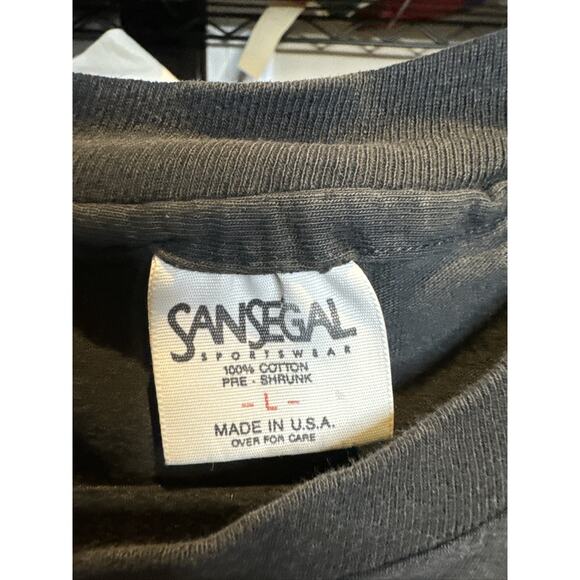 SANSEGAL
SPORTSWEAR
100% COTTON
PRE - SHRUNK
- L -
MADE IN U.S.A.
OVER FOR CARE